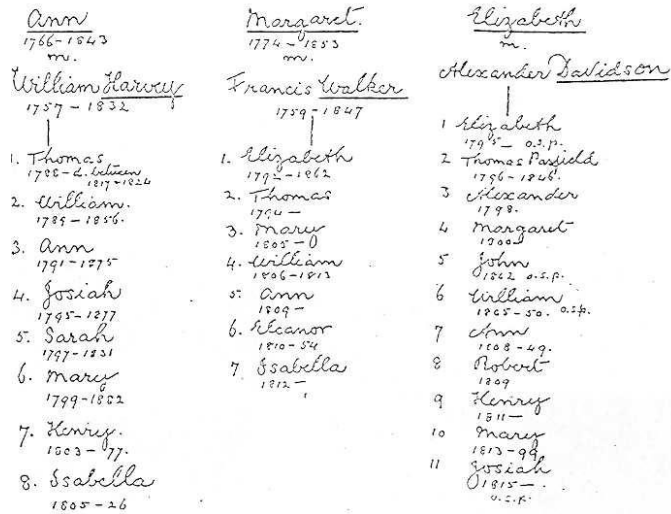 Ann
1766-1843
m.
William Harvey
1757-1832
1. Thomas
1788-d. between
1817-1824
2. William.
1789-1856.
3. Ann
1791-1875
4. Josiah
1795-1877
5. Sarah
1797-1831
6. Mary
1799-1882
7. Henry.
1803-77.
8. Isabella
1805-26
Margaret.
1774-1853
m.
Francis Walker
1759-1847
1. Elizabeth
1792-1862
2. Thomas
1794-
3. Mary
1805-0
4. William
1806-1813
5. Ann
1809-
6. Eleanor
1810-54
7 Isabella
1812-
Elizabeth
m.
Alexander Davidson
1 Elizabeth
1795- o.s.p.
2 Thomas Pasfield
1796-1846.
3 Alexander
1798.
4 Margaret
1800-
5 John
o.s.p.
6 William
o.s.p.
7 Ann
1808-49.
8 Robert
1809
9 Henry
1811-
10 Mary
1813-99
11 Josiah
1815-
o.s.p.